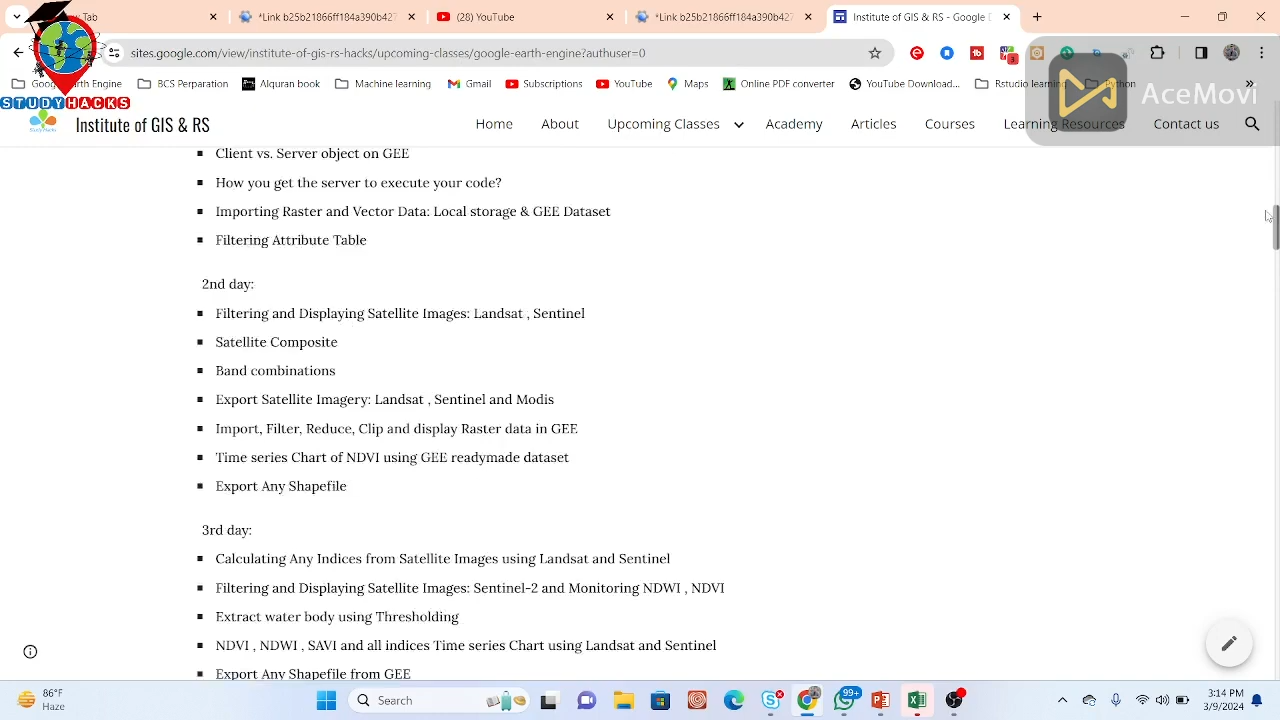 Tab
*Link b25b21866ff184a390b427
(28) YouTube
*Link b25b21866ff184a390b427
Institute of GIS & RS - Google
sites.google.com/view/institute-of-gis-rs-hacks/upcoming-classes/google-earth-engine?authuser=0
3
Earth Engine
BCS Perparation
Alquran book
Machine Learning
Gmail
Subscriptions
YouTube
Maps
Online PDF converter
YouTube Download...
Rstudio learning
Python
»
STUDYHACKS
AceMovi
Institute of GIS & RS
Home
About
Upcoming Classes
Academy
Articles
Courses
Learning Resources
Contact us
Client vs. Server object on GEE
How you get the server to execute your code?
Importing Raster and Vector Data: Local storage & GEE Dataset
Filtering Attribute Table
2nd day:
Filtering and Displaying Satellite Images: Landsat , Sentinel
Satellite Composite
Band combinations
Export Satellite Imagery: Landsat , Sentinel and Modis
Import, Filter, Reduce, Clip and display Raster data in GEE
Time series Chart of NDVI using GEE readymade dataset
Export Any Shapefile
3rd day:
Calculating Any Indices from Satellite Images using Landsat and Sentinel
Filtering and Displaying Satellite Images: Sentinel-2 and Monitoring NDWI , NDVI
Extract water body using Thresholding
NDVI , NDWI , SAVI and all indices Time series Chart using Landsat and Sentinel
Export Any Shapefile from GEE
86°F
Haze
Search
99+
3:14 PM
3/9/2024